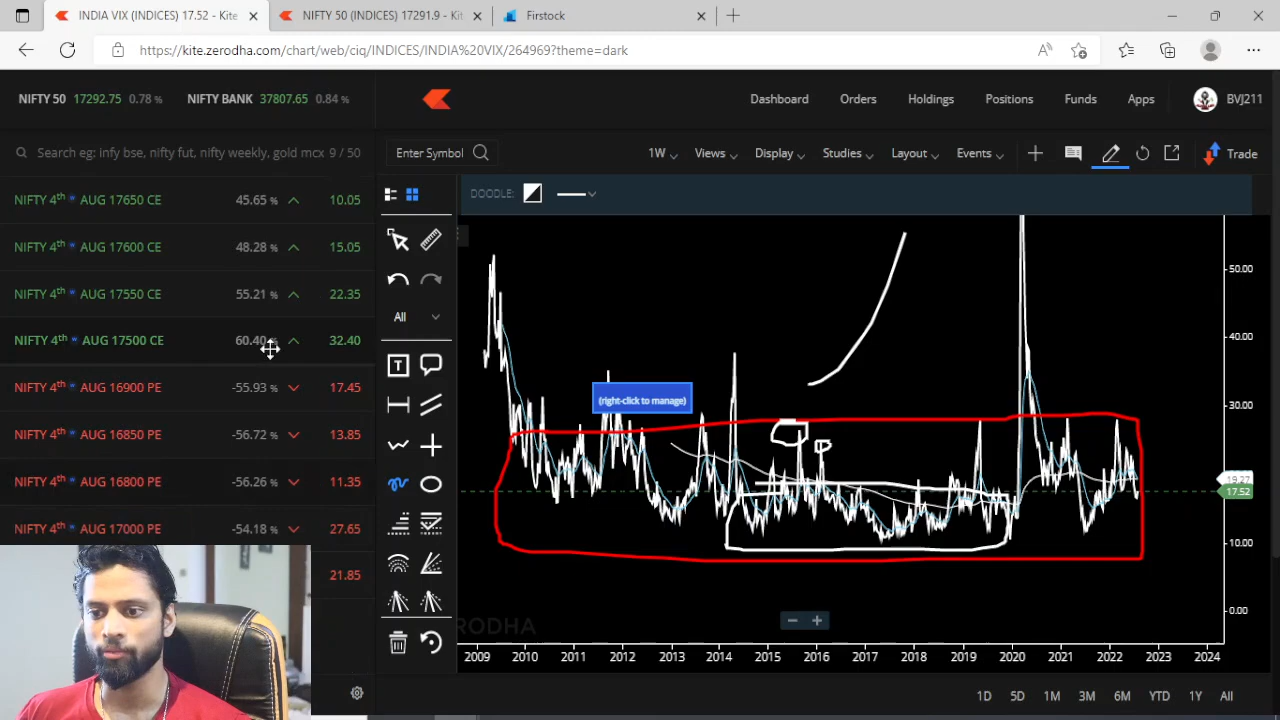 INDIA VIX (INDICES) 17.52 - Kite
NIFTY 50 (INDICES) 17291.9 - Kit
Firstock
https://kite.zerodha.com/chart/web/ciq/INDICES/INDIA%20VIX/264969?theme=dark
NIFTY 50 17292.75 0.78 % NIFTY BANK 37807.65 0.84 %
Dashboard Orders Holdings Positions Funds Apps BVJ211
Search eg: infy bse, nifty fut, nifty weekly, gold mcx 9 / 50
Enter Symbol 1W Views Display Studies Layout Events Trade
DOODLE:
NIFTY 4th w AUG 17650 CE 45.65 % 10.05
NIFTY 4th w AUG 17600 CE 48.28 % 15.05
NIFTY 4th w AUG 17550 CE 55.21 % 22.35
NIFTY 4th w AUG 17500 CE 60.40 32.40
NIFTY 4th w AUG 16900 PE -55.93 % 17.45
NIFTY 4th w AUG 16850 PE -56.72 % 13.85
NIFTY 4th w AUG 16800 PE -56.26 % 11.35
NIFTY 4th w AUG 17000 PE -54.18 % 27.65
21.85
All
T
(right-click to manage)
50.00
40.00
30.00
19.27
17.52
10.00
0.00
RODHA
2009 2010 2011 2012 2013 2014 2015 2016 2017 2018 2019 2020 2021 2022 2023 2024
1D 5D 1M 3M 6M YTD 1Y All